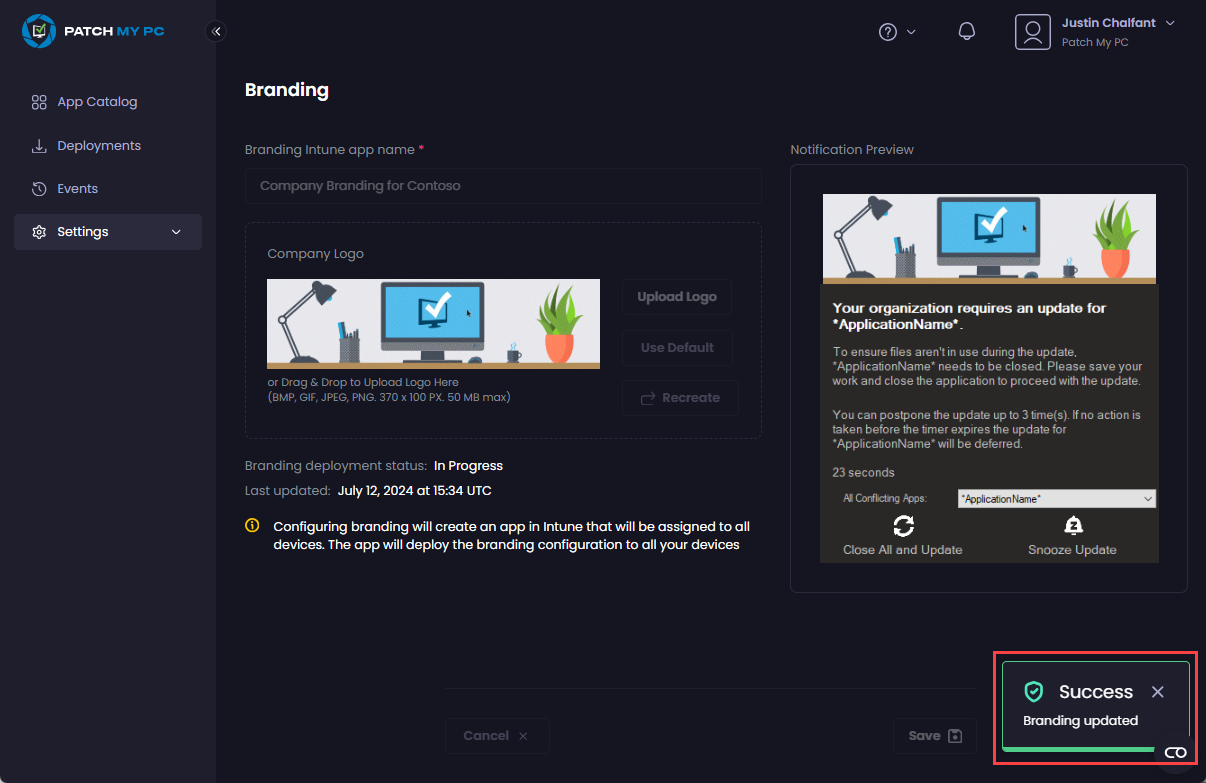 PATCH MY PC
Justin Chalfant
Patch My PC
App Catalog
Deployments
Events
Settings
Branding
Branding Intune app name *
Company Branding for Contoso
Company Logo
Upload Logo
Use Default
Recreate
or Drag & Drop to Upload Logo Here
(BMP, GIF, JPEG, PNG. 370 x 100 PX. 50 MB max)
Branding deployment status: In Progress
Last updated: July 12, 2024 at 15:34 UTC
Configuring branding will create an app in Intune that will be assigned to all
devices. The app will deploy the branding configuration to all your devices
Notification Preview
Your organization requires an update for
*ApplicationName*.
To ensure files aren't in use during the update,
*ApplicationName* needs to be closed. Please save your
work and close the application to proceed with the update.
You can postpone the update up to 3 time(s). If no action is
taken before the timer expires the update for
*ApplicationName* will be deferred.
23 seconds
All Conflicting Apps: *ApplicationName*
Close All and Update
Snooze Update
Cancel
Save
Success
Branding updated